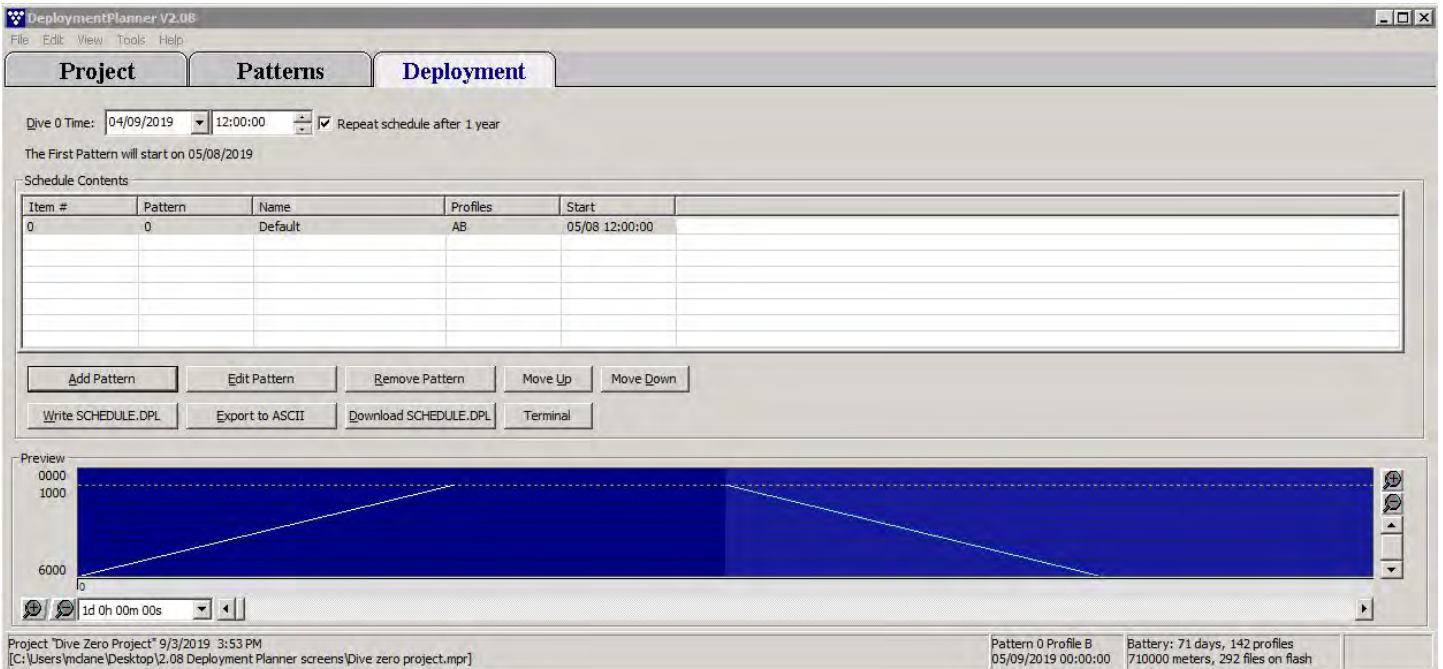 DeploymentPlanner V2.08
File Edit View Tools Help
Project Patterns Deployment
Dive 0 Time: 04/09/2019 12:00:00 Repeat schedule after 1 year
The First Pattern will start on 05/08/2019
Schedule Contents
Item # Pattern Name Profiles Start
0 0 Default AB 05/08 12:00:00
Add Pattern Edit Pattern Remove Pattern Move Up Move Down
Write SCHEDULE.DPL Export to ASCII Download SCHEDULE.DPL Terminal
Preview
0000
1000
6000
0
1d 0h 00m 00s
Project "Dive Zero Project" 9/3/2019 3:53 PM Pattern 0 Profile B Battery: 71 days, 142 profiles
[C:\Users\mclane\Desktop\2.08 Deployment Planner screens\Dive zero project.mpr] 05/09/2019 00:00:00 710000 meters, 292 files on flash